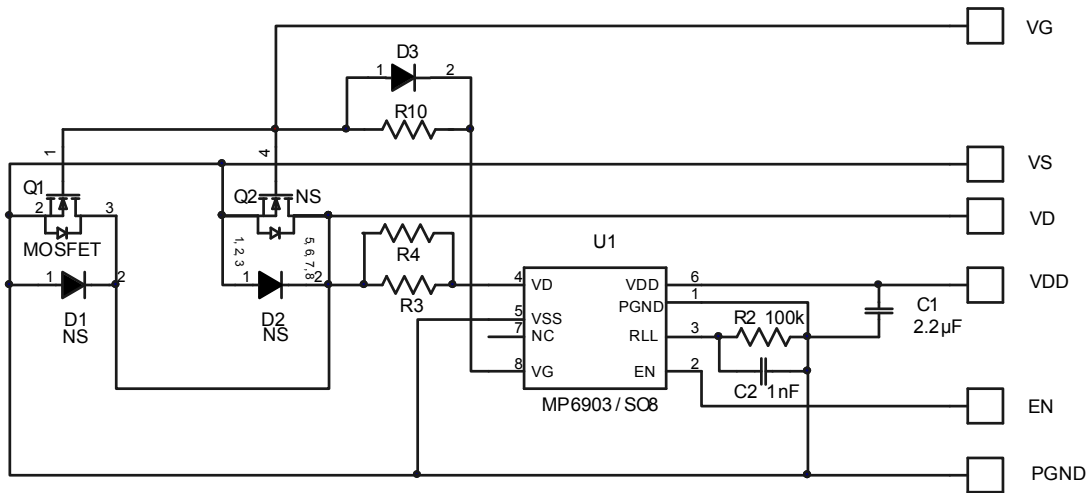 VG
D3
1
2
R10
1
4
VS
Q1
2
3
Q2
NS
VD
MOSFET
1, 2, 3
5, 6, 7, 8
R4
U1
1
2
1
2
R3
4
VD
VDD
6
VDD
D1
NS
D2
NS
5
VSS
PGND
1
C1
2.2µF
7
NC
RLL
3
R2 100k
8
VG
EN
2
C2 1nF
MP6903 / SO8
EN
PGND